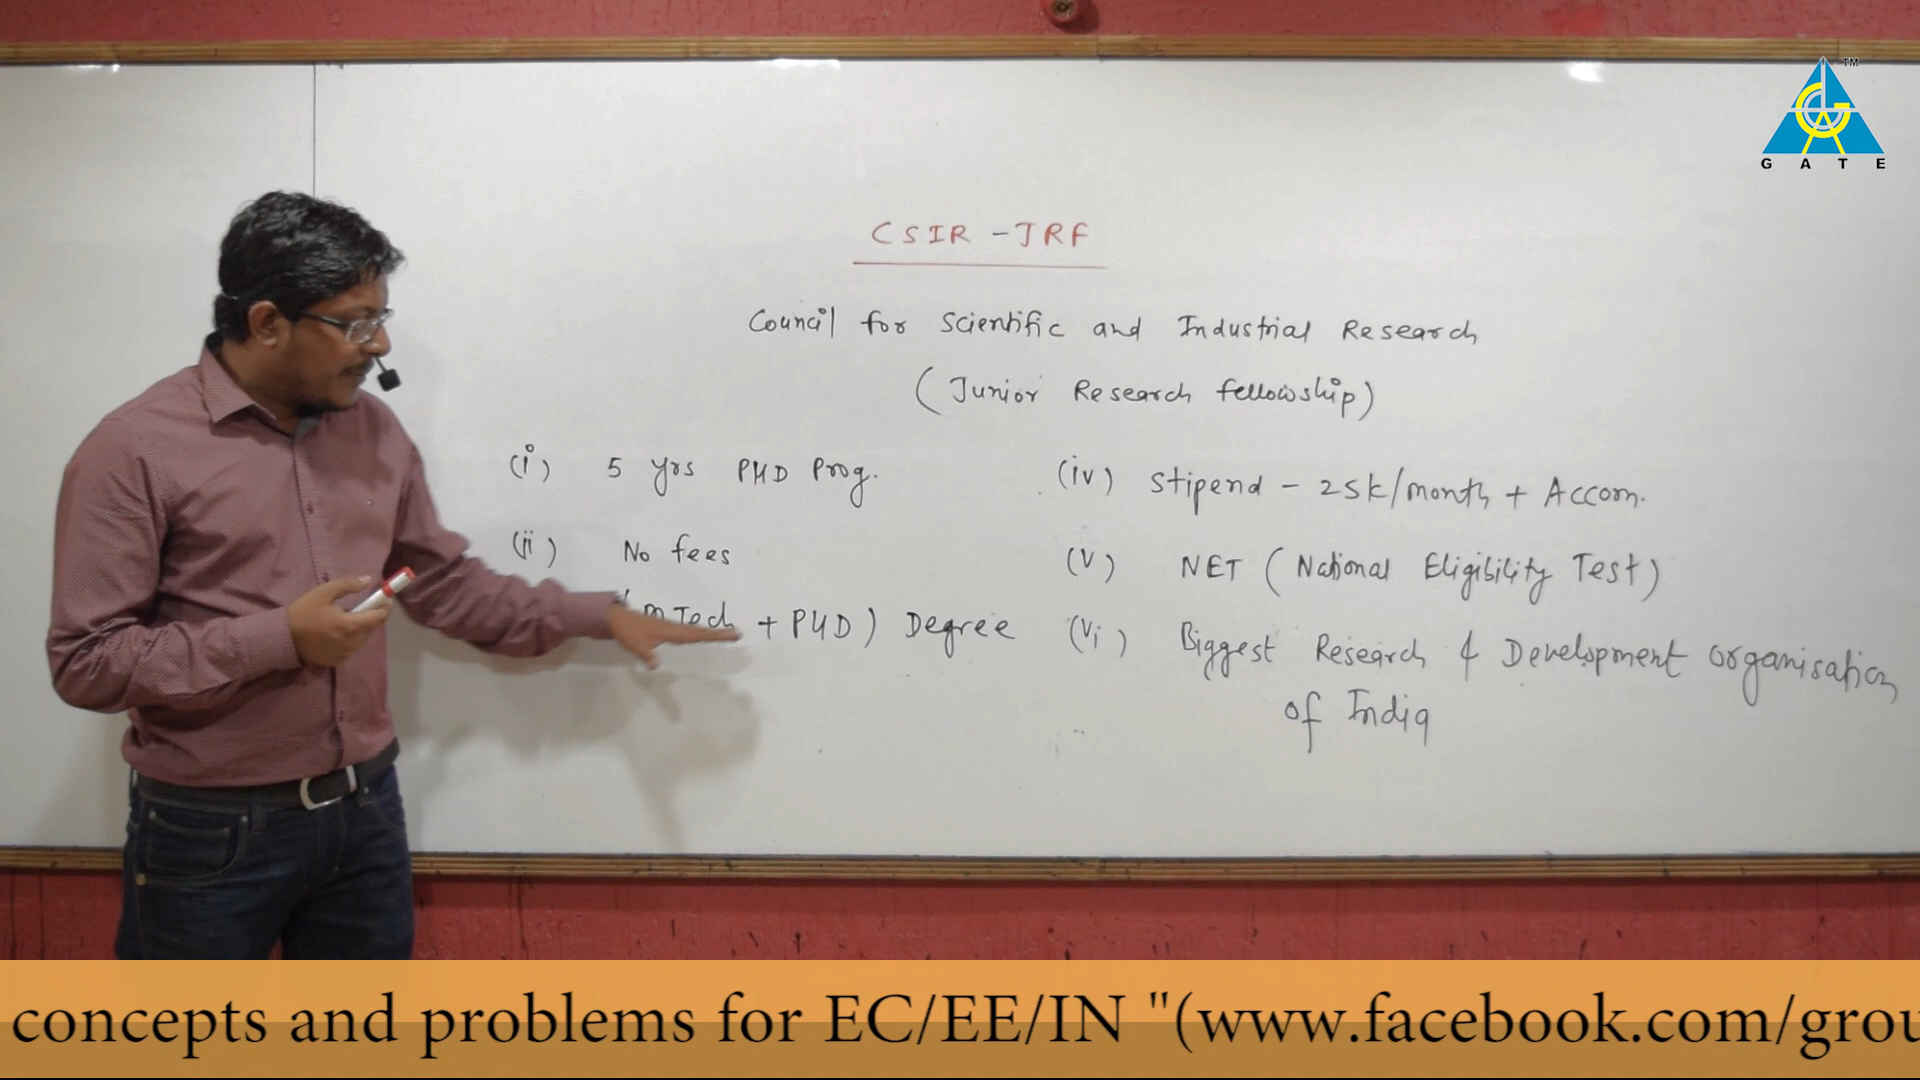 TM
G A T E
CSIR - JRF
Council for Scientific and Industrial Research
(Junior Research fellowship)
(i) 5 yrs PHD Prog.
(ii) No fees
(M Tech + PHD) Degree
(iv) Stipend - 25k/month + Accom.
(v) NET (National Eligibility Test)
(vi) Biggest Research & Development organisation
of India
concepts and problems for EC/EE/IN "(www.facebook.com/grou